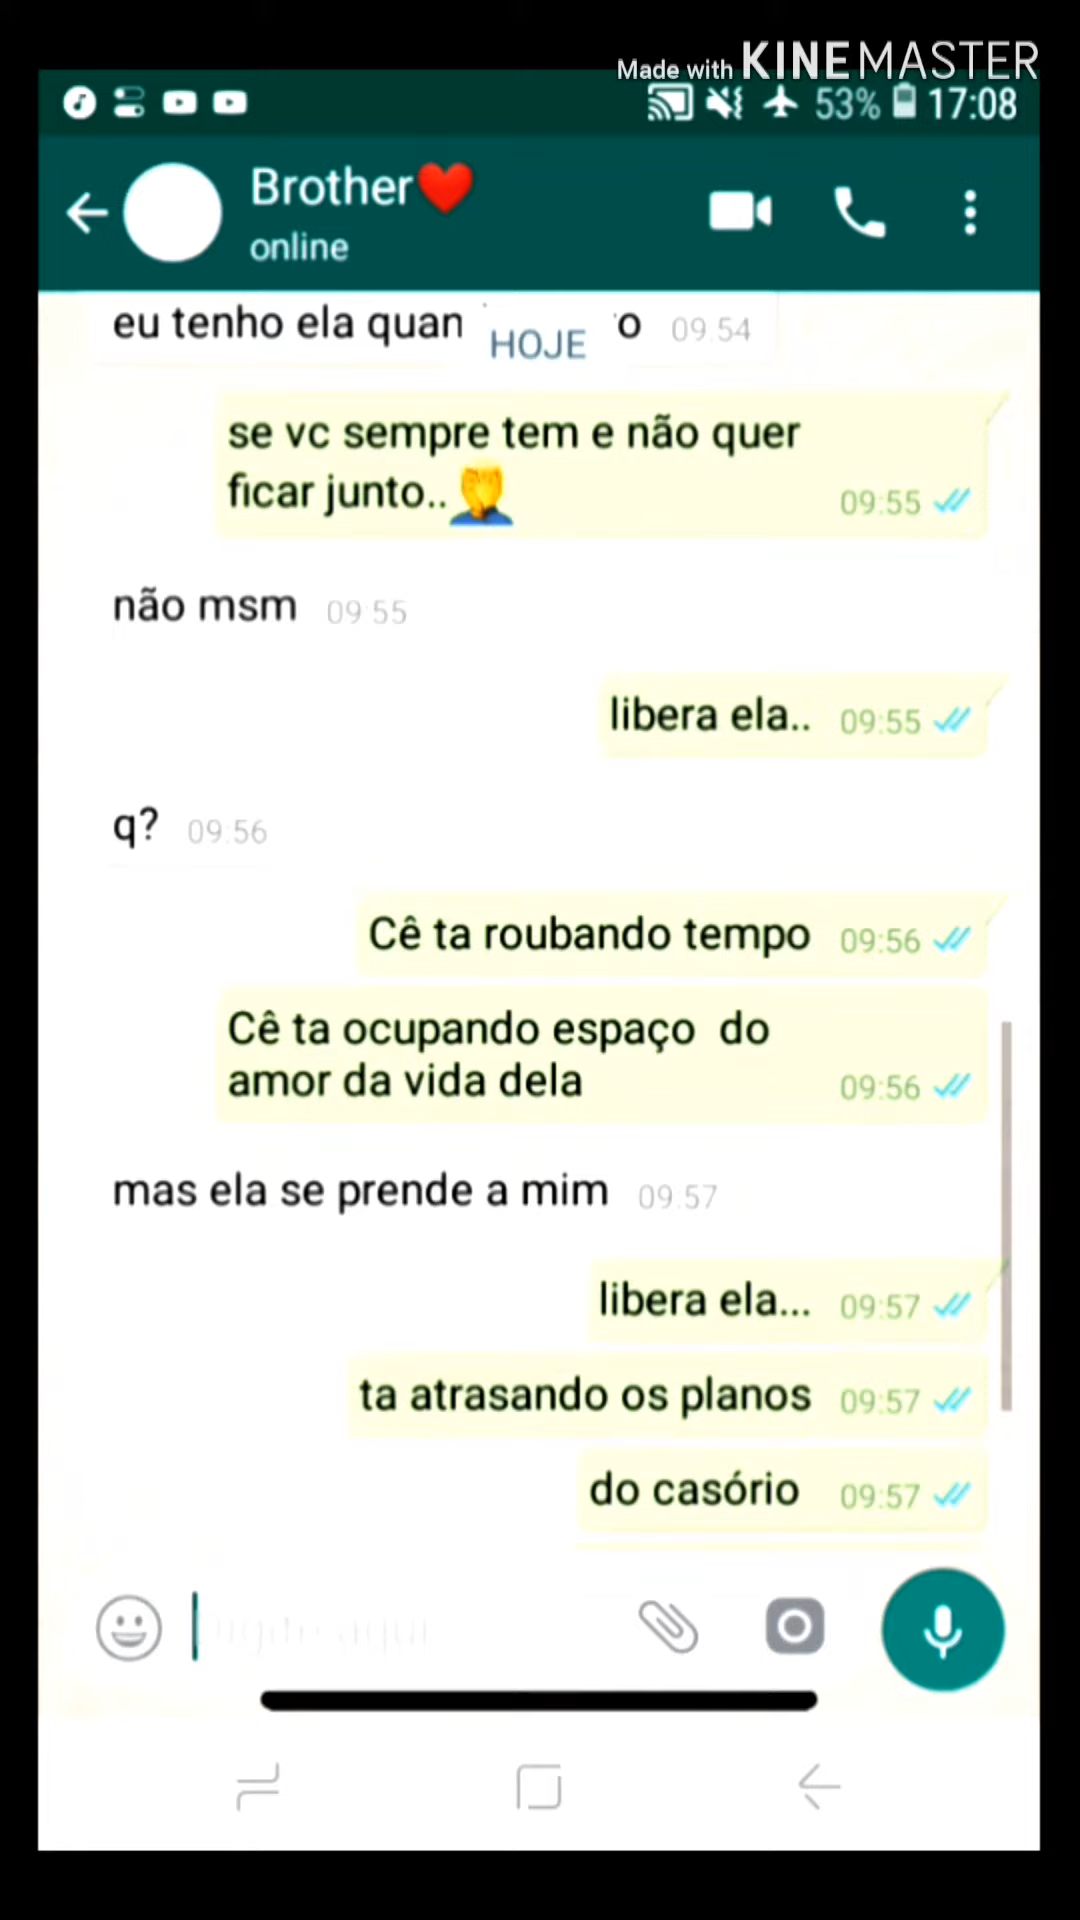 Made with KINEMASTER
53% 17:08
Brother❤️
online
eu tenho ela quan o 09:54
HOJE
se vc sempre tem e não quer
ficar junto..🤦‍♂️ 09:55
não msm 09:55
libera ela.. 09:55
q? 09:56
Cê ta roubando tempo 09:56
Cê ta ocupando espaço do
amor da vida dela 09:56
mas ela se prende a mim 09:57
libera ela... 09:57
ta atrasando os planos 09:57
do casório 09:57